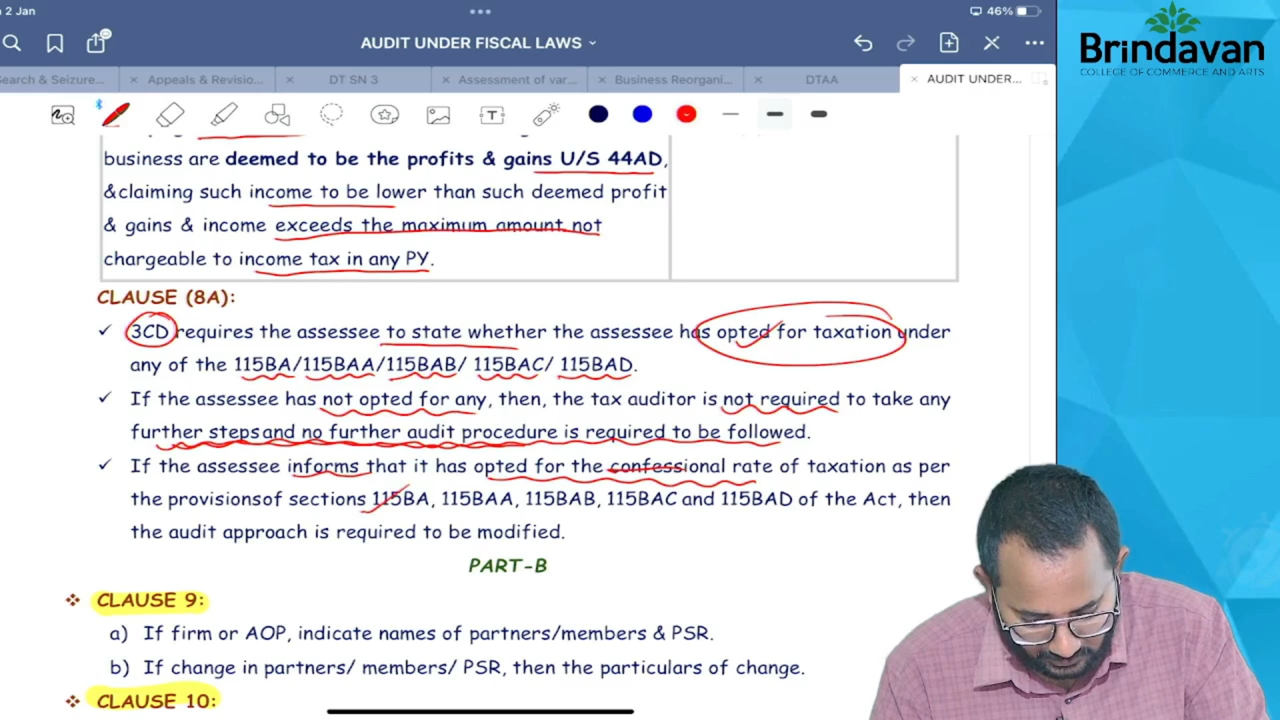 2 Jan
46%
AUDIT UNDER FISCAL LAWS
Brindavan
COLLEGE OF COMMERCE AND ARTS
earch & Seizure...
Appeals & Revisio...
DT SN 3
Assessment of var...
Business Reorgani...
DTAA
AUDIT UNDER...
business are deemed to be the profits & gains U/S 44AD,
&claiming such income to be lower than such deemed profit
& gains & income exceeds the maximum amount not
chargeable to income tax in any PY.
CLAUSE (8A):
✓ 3CD requires the assessee to state whether the assessee has opted for taxation under
any of the 115BA/115BAA/115BAB/ 115BAC/ 115BAD.
✓ If the assessee has not opted for any, then, the tax auditor is not required to take any
further steps and no further audit procedure is required to be followed.
✓ If the assessee informs that it has opted for the confessional rate of taxation as per
the provisionsof sections 115BA, 115BAA, 115BAB, 115BAC and 115BAD of the Act, then
the audit approach is required to be modified.
PART-B
❖ CLAUSE 9:
a) If firm or AOP, indicate names of partners/members & PSR.
b) If change in partners/ members/ PSR, then the particulars of change.
❖ CLAUSE 10: